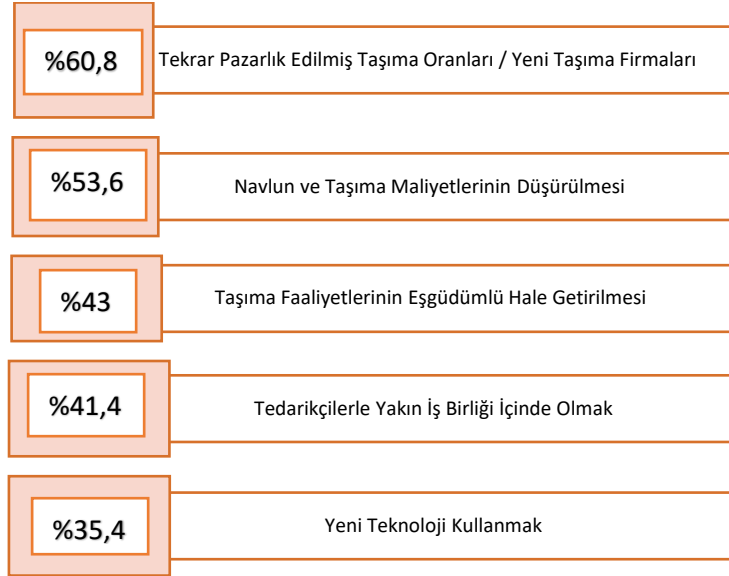 %60,8
Tekrar Pazarlık Edilmiş Taşıma Oranları / Yeni Taşıma Firmaları
%53,6
Navlun ve Taşıma Maliyetlerinin Düşürülmesi
%43
Taşıma Faaliyetlerinin Eşgüdümlü Hale Getirilmesi
%41,4
Tedarikçilerle Yakın İş Birliği İçinde Olmak
%35,4
Yeni Teknoloji Kullanmak